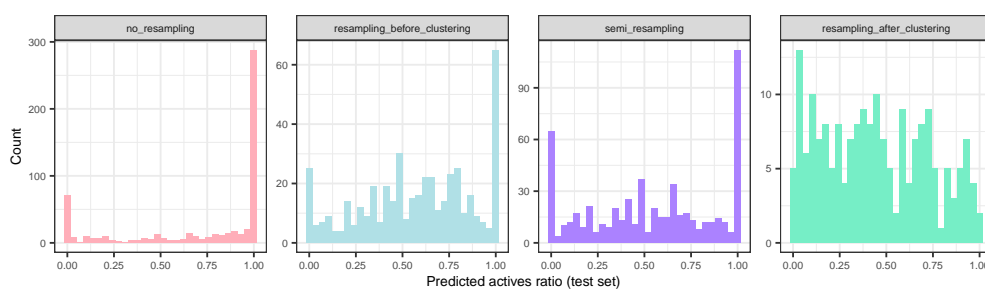 no_resampling
resampling_before_clustering
semi_resampling
resampling_after_clustering
Count
300
200
100
0
60
40
20
0
90
60
30
0
10
5
0
0.00 0.25 0.50 0.75 1.00
0.00 0.25 0.50 0.75 1.00
0.00 0.25 0.50 0.75 1.00
0.00 0.25 0.50 0.75 1.00
Predicted actives ratio (test set)